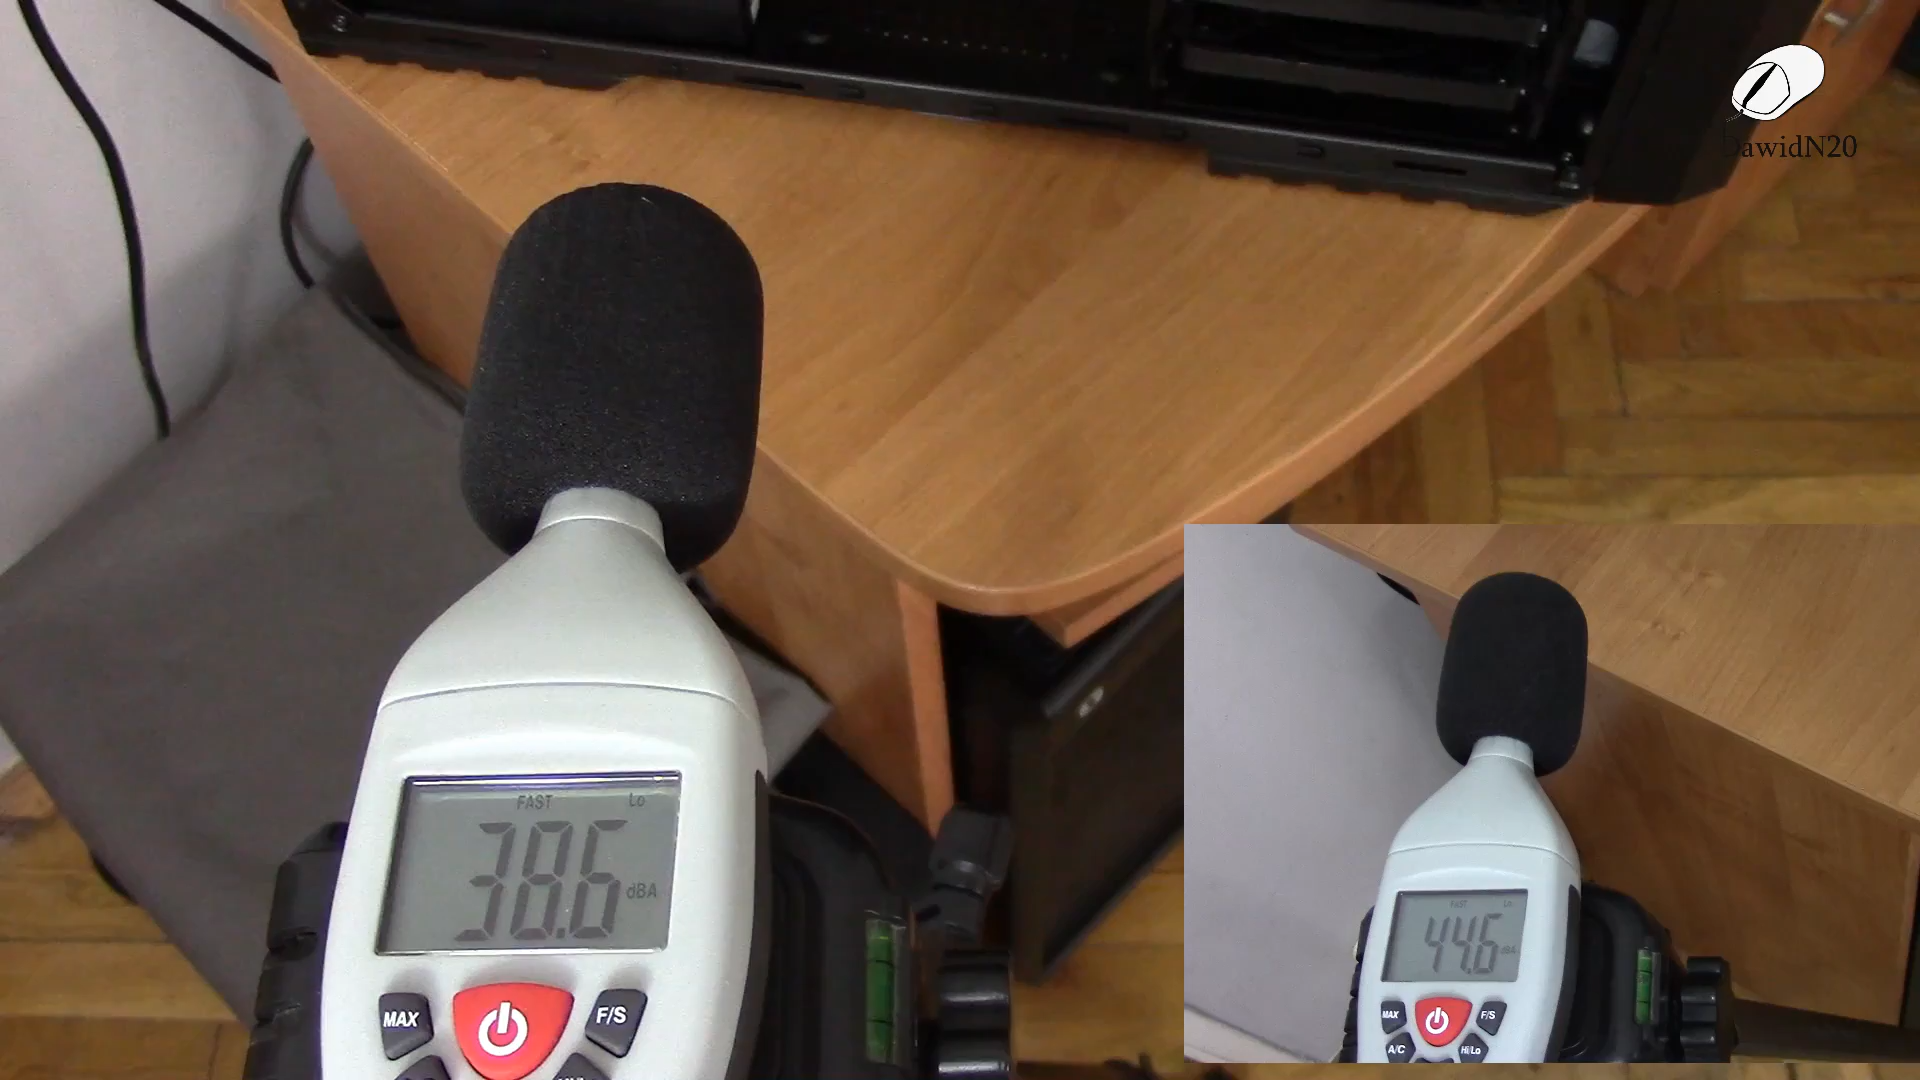 DawidN20
FAST Lo
38.6 dBA
MAX F/S
FAST Lo
44.6 dBA
MAX F/S
A/C Hi/Lo